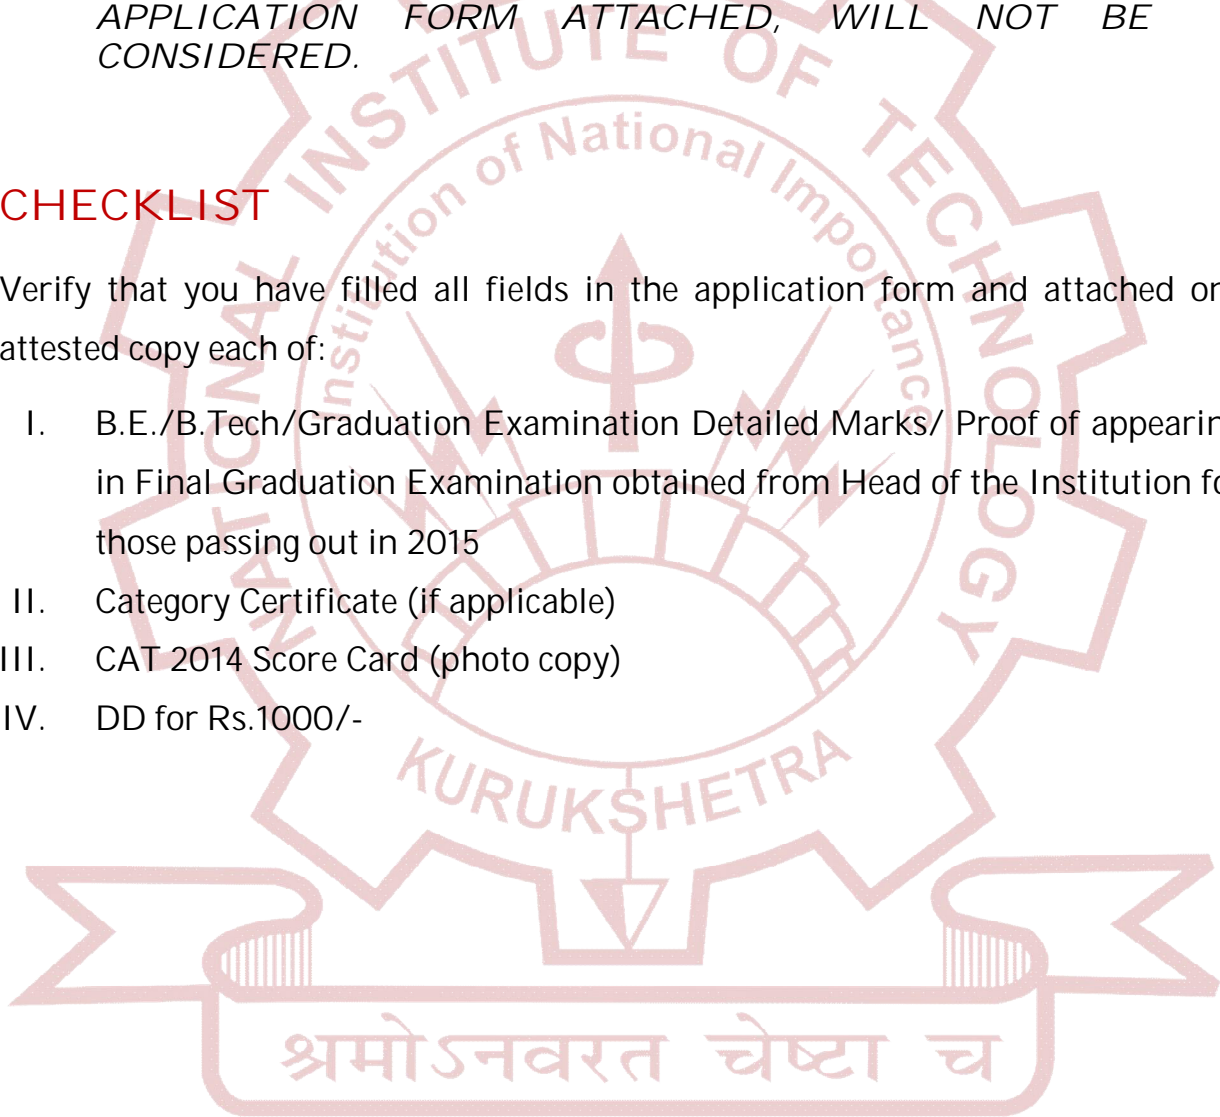 APPLICATION FORM ATTACHED, WILL NOT BE
CONSIDERED.
CHECKLIST
Verify that you have filled all fields in the application form and attached on
attested copy each of:
I. B.E./B.Tech/Graduation Examination Detailed Marks/ Proof of appearin
in Final Graduation Examination obtained from Head of the Institution fo
those passing out in 2015
II. Category Certificate (if applicable)
III. CAT 2014 Score Card (photo copy)
IV. DD for Rs.1000/-
NATIONAL INSTITUTE OF TECHNOLOGY
Institution of National Importance
KURUKSHETRA
श्रमोऽनवरत चेष्टा च